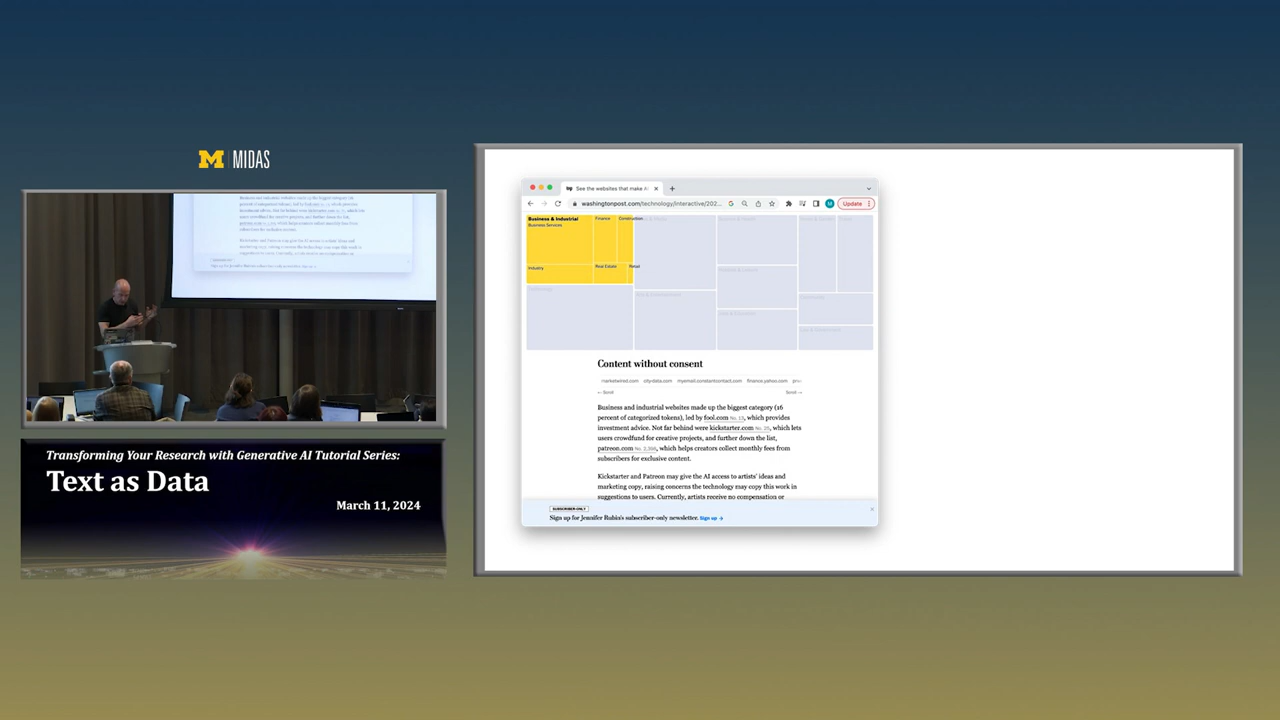 M MIDAS
Transforming Your Research with Generative AI Tutorial Series:
Text as Data
March 11, 2024
See the websites that make A
washingtonpost.com/technology/interactive/202...
M
Update
Business & Industrial
Business Services
Finance
Construction
Industry
Real Estate
Retail
Content without consent
marketwired.com city-data.com myemail.constantcontact.com finance.yahoo.com
← Scroll
Scroll →
Business and industrial websites made up the biggest category (16
percent of categorized tokens), led by fool.com No. 13, which provides
investment advice. Not far behind were kickstarter.com No. 25, which lets
users crowdfund for creative projects, and further down the list,
patreon.com No. 2,398, which helps creators collect monthly fees from
subscribers for exclusive content.
Kickstarter and Patreon may give the AI access to artists' ideas and
marketing copy, raising concerns the technology may copy this work in
suggestions to users. Currently, artists receive no compensation or
SUBSCRIBER-ONLY
Sign up for Jennifer Rubin's subscriber-only newsletter. Sign up →